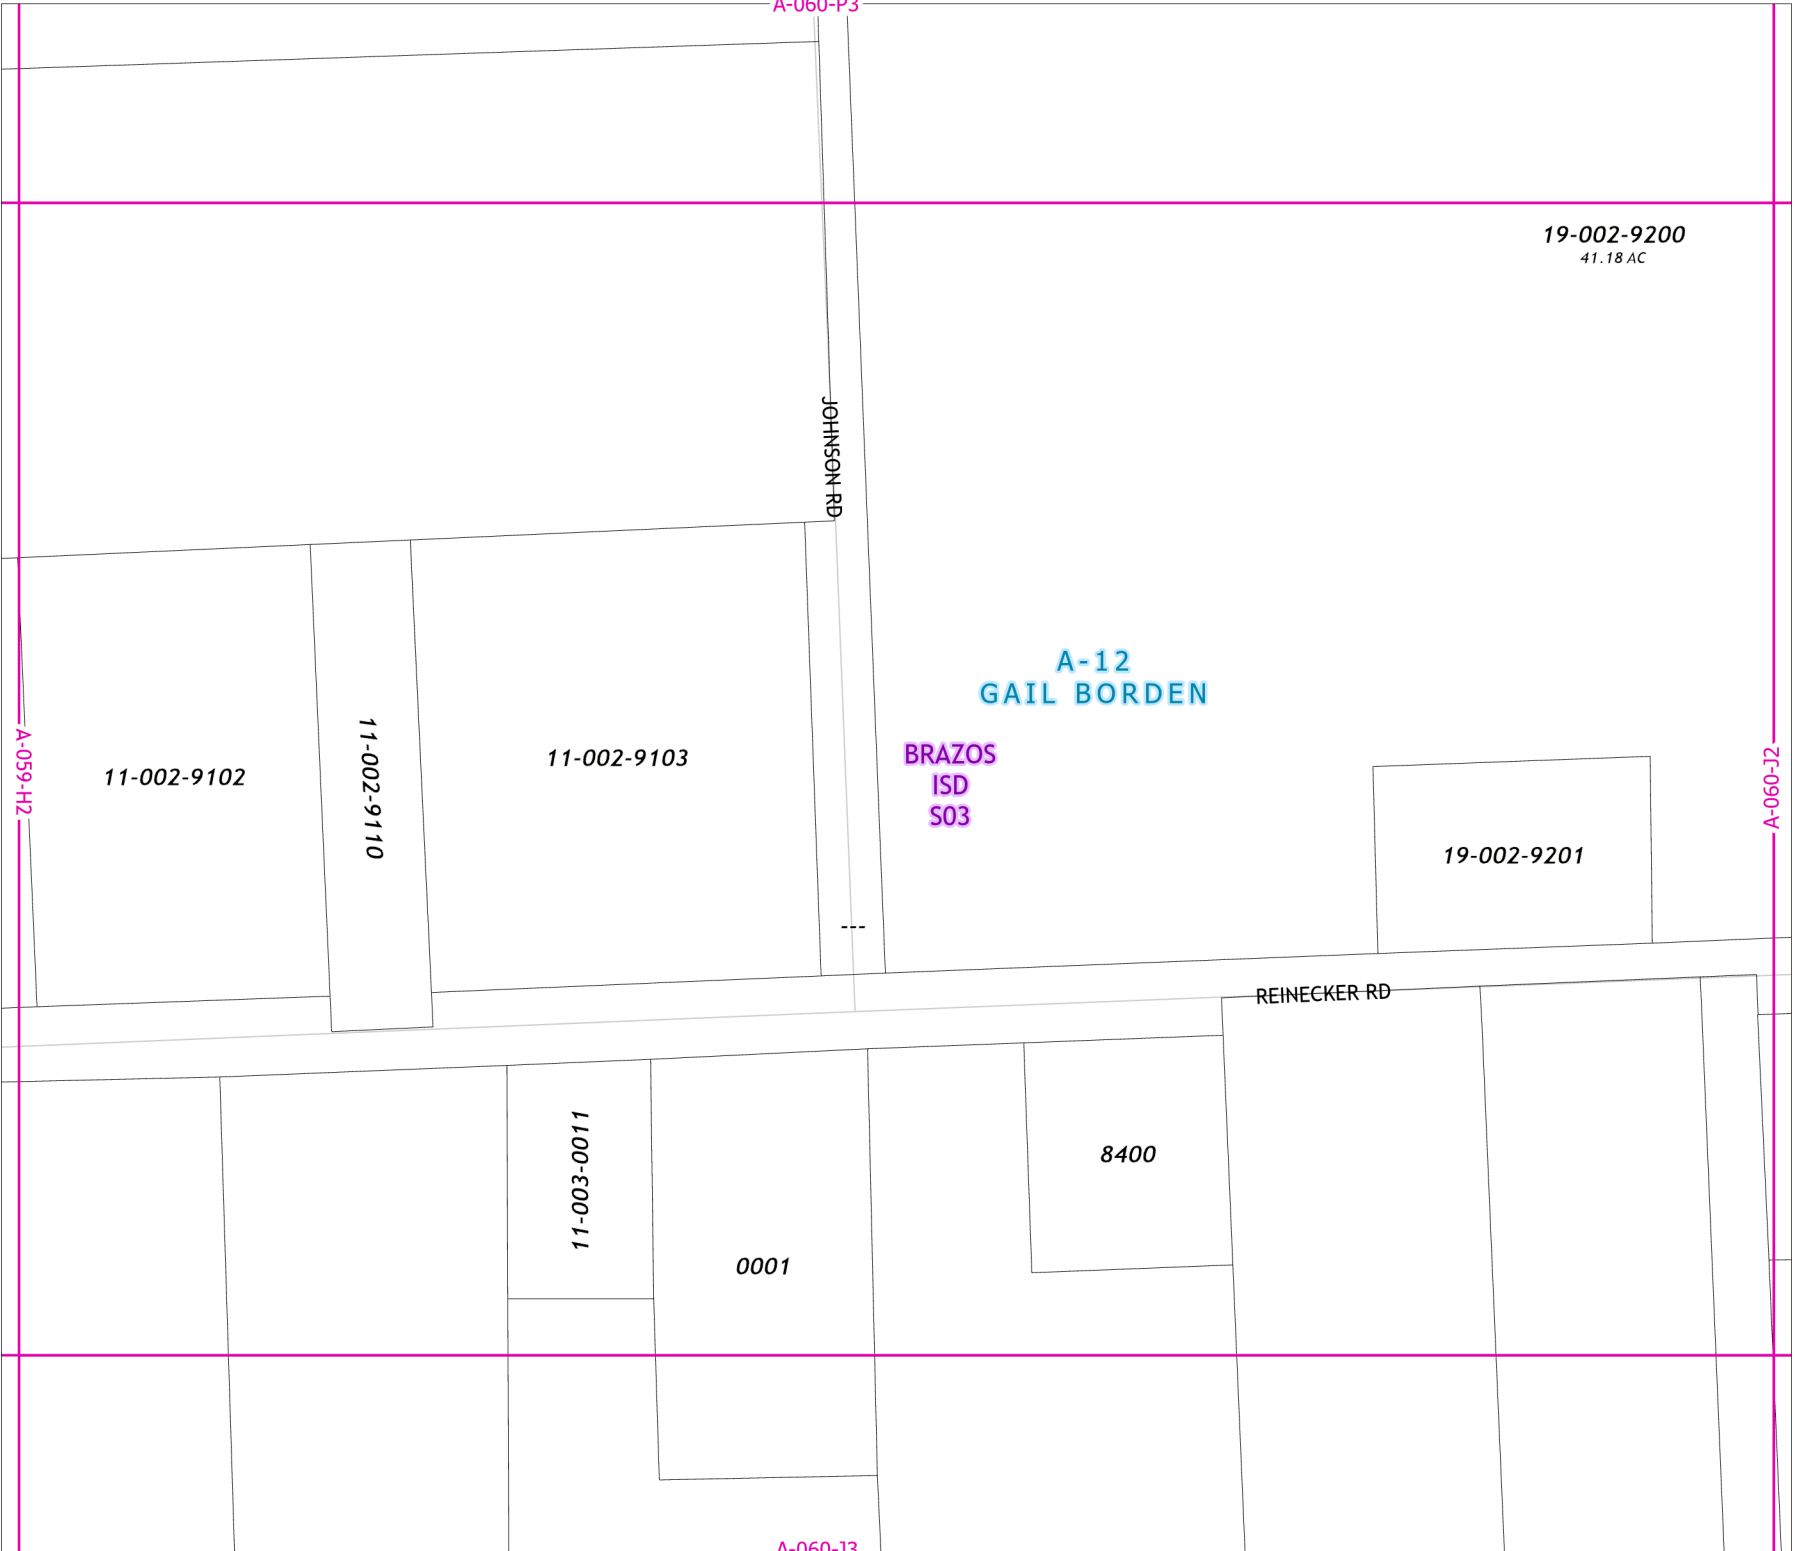 A-060-P3
19-002-9200
41.18 AC
JOHNSON RD
A-12
GAIL BORDEN
BRAZOS
ISD
S03
A-059-H2
11-002-9102
11-002-9110
11-002-9103
A-060-J2
19-002-9201
---
REINECKER RD
11-003-0011
8400
0001
A-060-J3